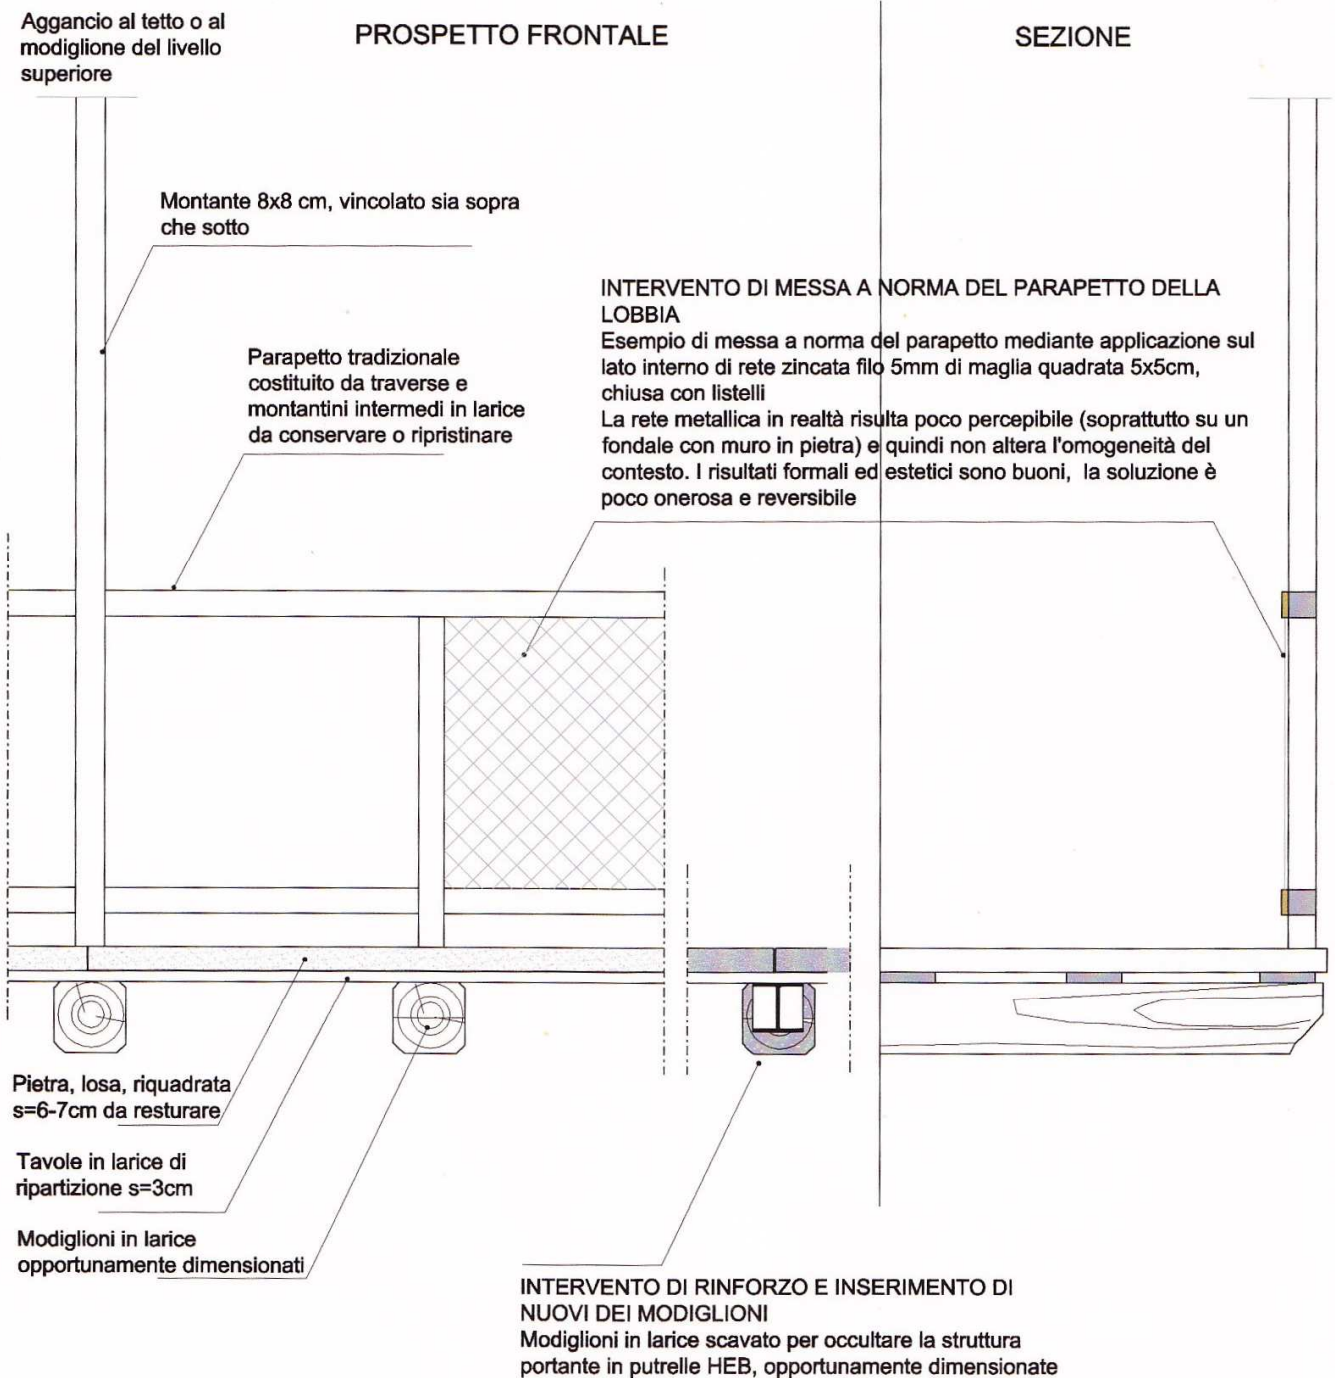 Aggancio al tetto o al
modiglione del livello
superiore
PROSPETTO FRONTALE
SEZIONE
Montante 8x8 cm, vincolato sia sopra
che sotto
INTERVENTO DI MESSA A NORMA DEL PARAPETTO DELLA
LOBBIA
Esempio di messa a norma del parapetto mediante applicazione sul
lato interno di rete zincata filo 5mm di maglia quadrata 5x5cm,
chiusa con listelli
La rete metallica in realtà risulta poco percepibile (soprattutto su un
fondale con muro in pietra) e quindi non altera l'omogeneità del
contesto. I risultati formali ed estetici sono buoni, la soluzione è
poco onerosa e reversibile
Parapetto tradizionale
costituito da traverse e
montantini intermedi in larice
da conservare o ripristinare
Pietra, losa, riquadrata
s=6-7cm da resturare
Tavole in larice di
ripartizione s=3cm
Modiglioni in larice
opportunamente dimensionati
INTERVENTO DI RINFORZO E INSERIMENTO DI
NUOVI DEI MODIGLIONI
Modiglioni in larice scavato per occultare la struttura
portante in putrelle HEB, opportunamente dimensionate